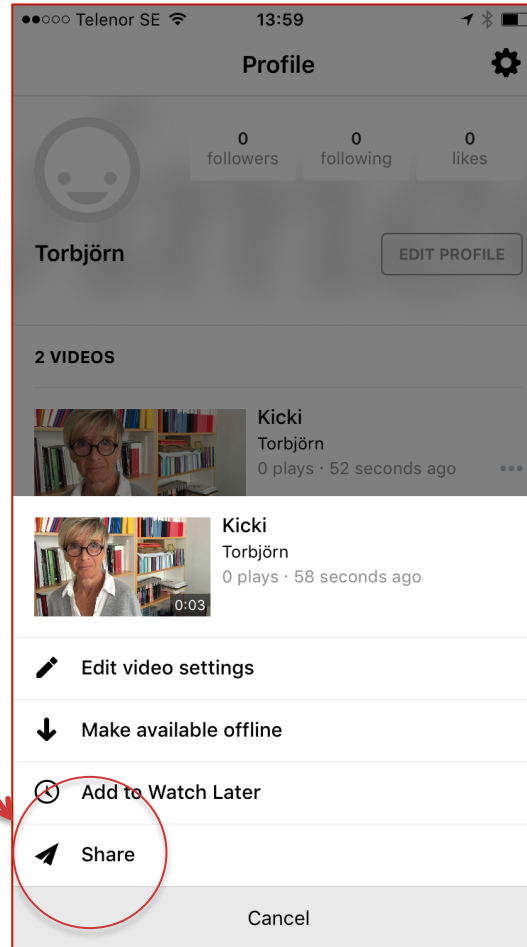 Telenor SE 13:59
Profile
0 0 0
followers following likes
Torbjörn EDIT PROFILE
2 VIDEOS
Kicki
Torbjörn
0 plays · 52 seconds ago
Kicki
Torbjörn
0 plays · 58 seconds ago
0:03
Edit video settings
Make available offline
Add to Watch Later
Share
Cancel